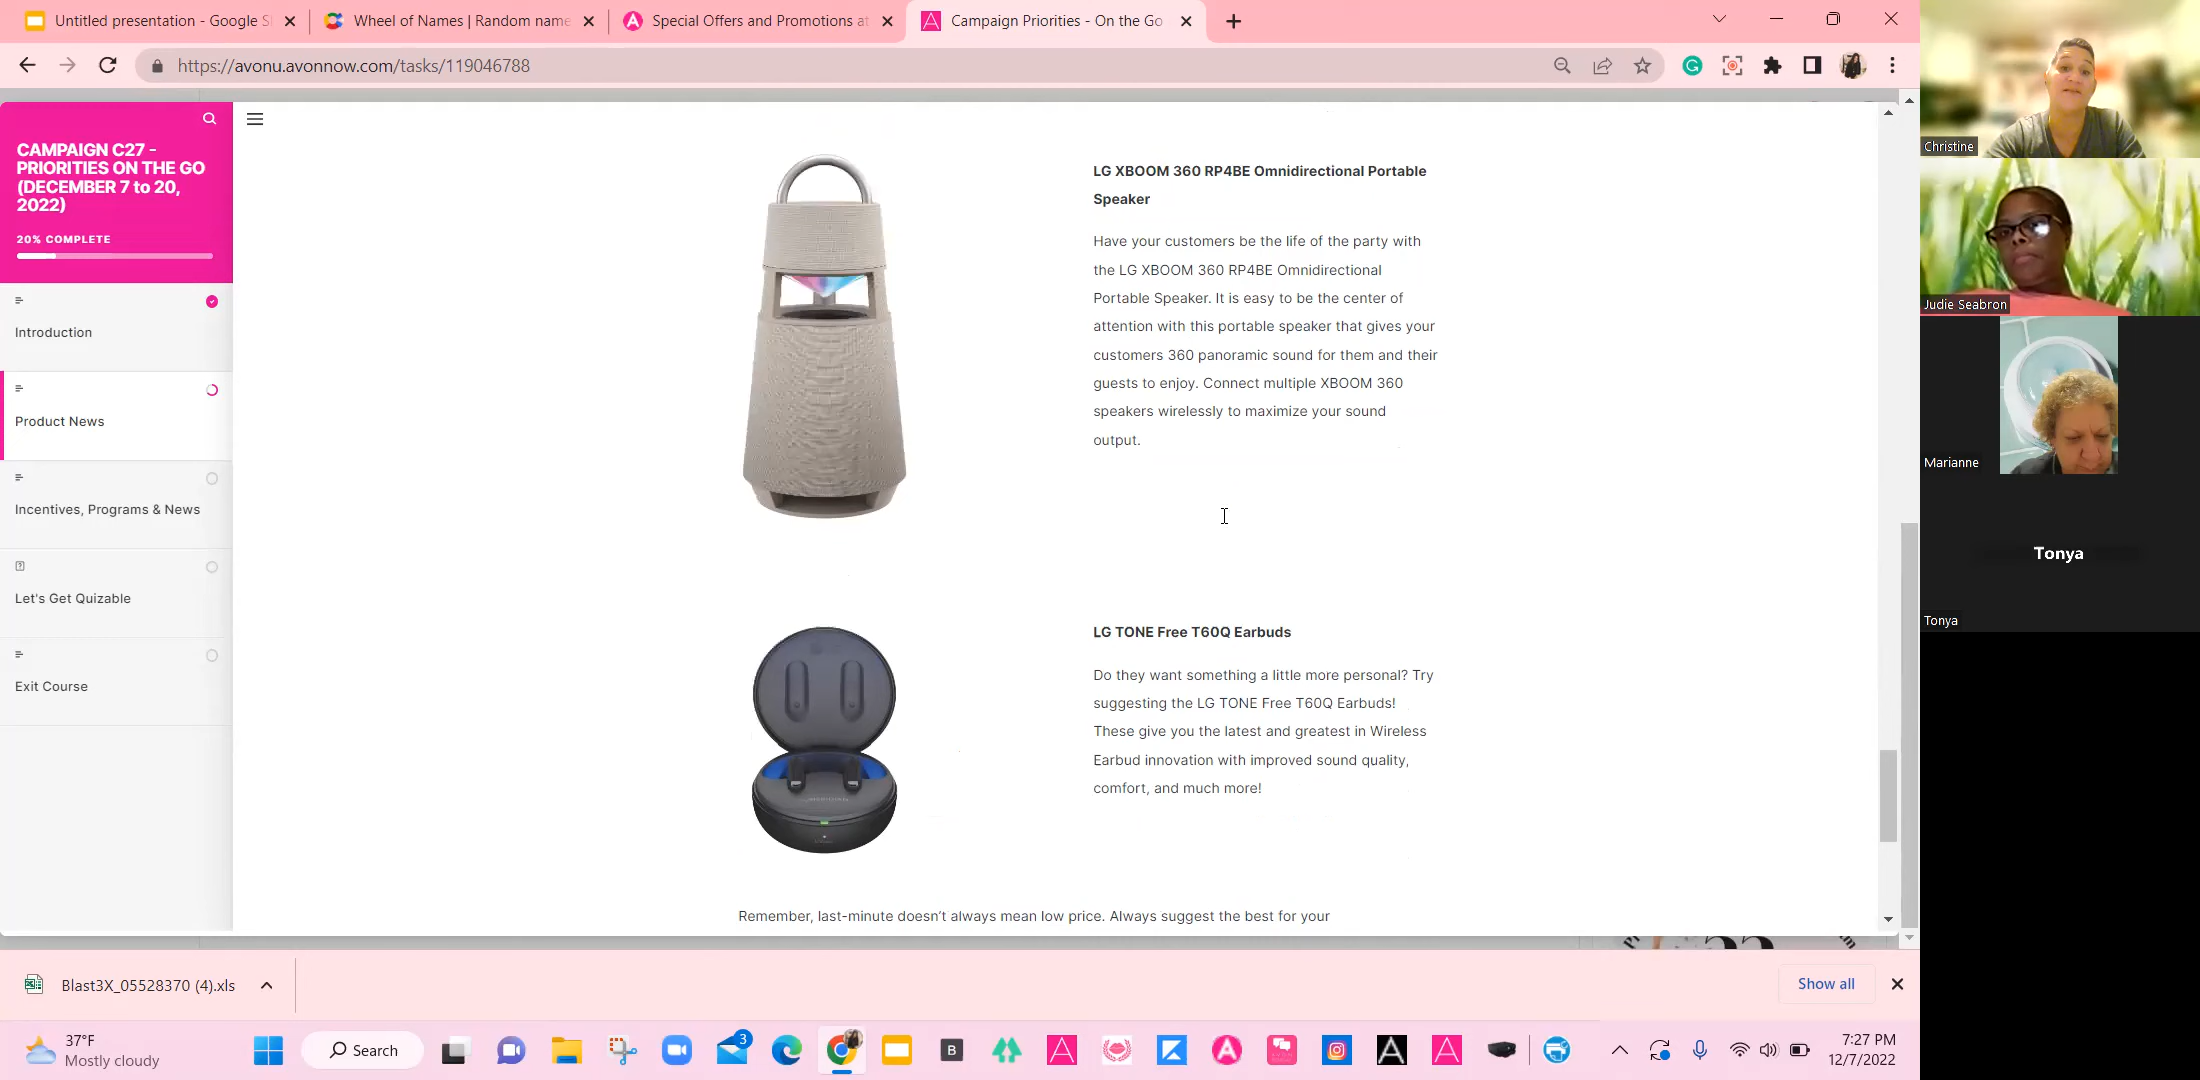 Untitled presentation - Google S
Wheel of Names | Random name
Special Offers and Promotions at
Campaign Priorities - On the Go
https://avonu.avonnow.com/tasks/119046788
CAMPAIGN C27 -
PRIORITIES ON THE GO
(DECEMBER 7 to 20,
2022)
20% COMPLETE
Introduction
Product News
Incentives, Programs & News
Let's Get Quizable
Exit Course
LG XBOOM 360 RP4BE Omnidirectional Portable
Speaker
Have your customers be the life of the party with
the LG XBOOM 360 RP4BE Omnidirectional
Portable Speaker. It is easy to be the center of
attention with this portable speaker that gives your
customers 360 panoramic sound for them and their
guests to enjoy. Connect multiple XBOOM 360
speakers wirelessly to maximize your sound
output.
LG TONE Free T60Q Earbuds
Do they want something a little more personal? Try
suggesting the LG TONE Free T60Q Earbuds!
These give you the latest and greatest in Wireless
Earbud innovation with improved sound quality,
comfort, and much more!
Remember, last-minute doesn't always mean low price. Always suggest the best for your
Christine
Judie Seabron
Marianne
Tonya
Tonya
Blast3X_05528370 (4).xls
Show all
37°F
Mostly cloudy
Search
3
B
7:27 PM
12/7/2022